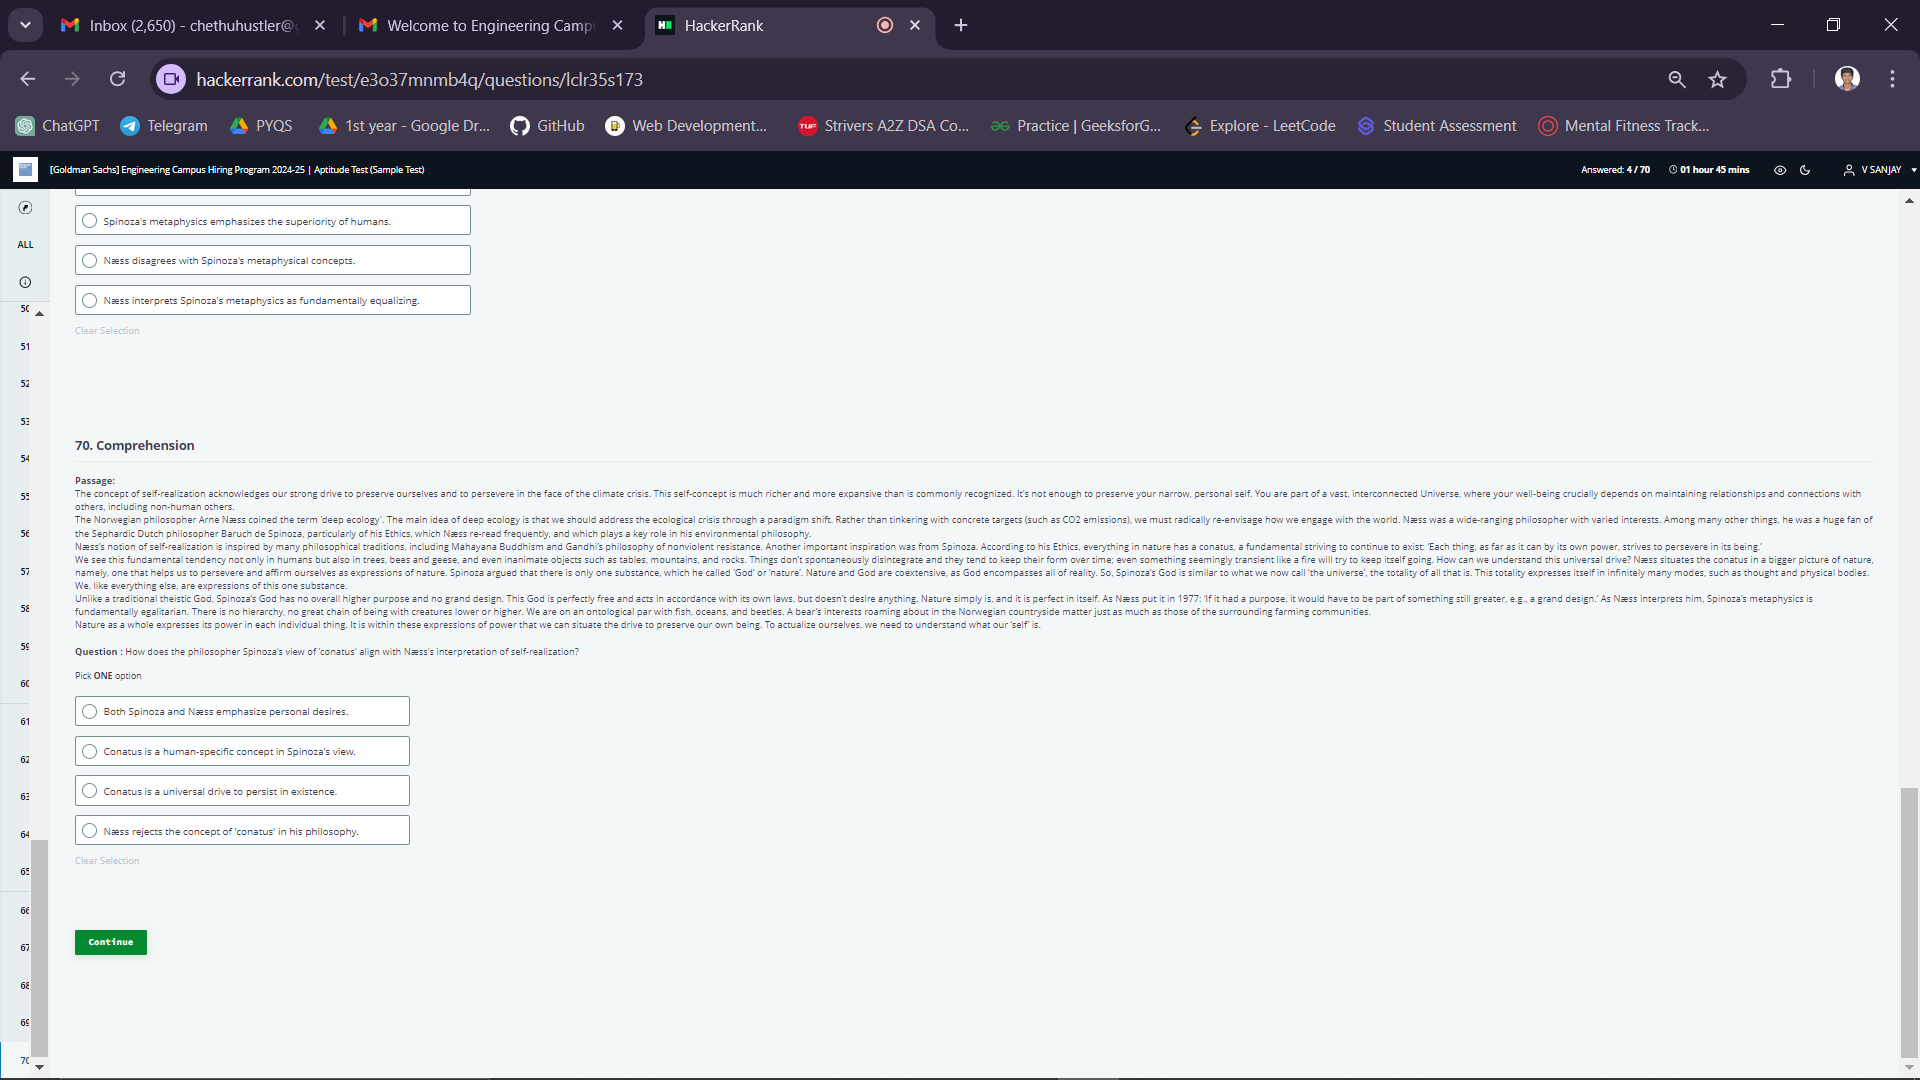 Inbox (2,650) - chethuhustler@g
Welcome to Engineering Camp
HackerRank
hackerrank.com/test/e3o37mnmb4q/questions/lclr35s173
ChatGPT
Telegram
PYQS
1st year - Google Dr...
GitHub
Web Development...
TUF
Strivers A2Z DSA Co...
Practice | GeeksforG...
Explore - LeetCode
Student Assessment
Mental Fitness Track...
[Goldman Sachs] Engineering Campus Hiring Program 2024-25 | Aptitude Test (Sample Test)
Answered: 4 / 70
01 hour 45 mins
V SANJAY
ALL
50
51
52
53
54
55
56
57
58
59
60
61
62
63
64
65
66
67
68
69
70
Spinoza's metaphysics emphasizes the superiority of humans.
Næss disagrees with Spinoza's metaphysical concepts.
Næss interprets Spinoza's metaphysics as fundamentally equalizing.
Clear Selection
70. Comprehension
Passage:
The concept of self-realization acknowledges our strong drive to preserve ourselves and to persevere in the face of the climate crisis. This self-concept is much richer and more expansive than is commonly recognized. It's not enough to preserve your narrow, personal self. You are part of a vast, interconnected Universe, where your well-being crucially depends on maintaining relationships and connections with
others, including non-human others.
The Norwegian philosopher Arne Næss coined the term 'deep ecology'. The main idea of deep ecology is that we should address the ecological crisis through a paradigm shift. Rather than tinkering with concrete targets (such as CO2 emissions), we must radically re-envisage how we engage with the world. Næss was a wide-ranging philosopher with varied interests. Among many other things, he was a huge fan of
the Sephardic Dutch philosopher Baruch de Spinoza, particularly of his Ethics, which Næss re-read frequently, and which plays a key role in his environmental philosophy.
Næss's notion of self-realization is inspired by many philosophical traditions, including Mahayana Buddhism and Gandhi's philosophy of nonviolent resistance. Another important inspiration was from Spinoza. According to his Ethics, everything in nature has a conatus, a fundamental striving to continue to exist: 'Each thing, as far as it can by its own power, strives to persevere in its being.'
We see this fundamental tendency not only in humans but also in trees, bees and geese, and even inanimate objects such as tables, mountains, and rocks. Things don't spontaneously disintegrate and they tend to keep their form over time; even something seemingly transient like a fire will try to keep itself going. How can we understand this universal drive? Næss situates the conatus in a bigger picture of nature,
namely, one that helps us to persevere and affirm ourselves as expressions of nature. Spinoza argued that there is only one substance, which he called 'God' or 'nature'. Nature and God are coextensive, as God encompasses all of reality. So, Spinoza's God is similar to what we now call 'the universe', the totality of all that is. This totality expresses itself in infinitely many modes, such as thought and physical bodies.
We, like everything else, are expressions of this one substance.
Unlike a traditional theistic God, Spinoza's God has no overall higher purpose and no grand design. This God is perfectly free and acts in accordance with its own laws, but doesn't desire anything. Nature simply is, and it is perfect in itself. As Næss put it in 1977: 'If it had a purpose, it would have to be part of something still greater, e.g., a grand design.' As Næss interprets him, Spinoza's metaphysics is
fundamentally egalitarian. There is no hierarchy, no great chain of being with creatures lower or higher. We are on an ontological par with fish, oceans, and beetles. A bear's interests roaming about in the Norwegian countryside matter just as much as those of the surrounding farming communities.
Nature as a whole expresses its power in each individual thing. It is within these expressions of power that we can situate the drive to preserve our own being. To actualize ourselves, we need to understand what our 'self' is.
Question : How does the philosopher Spinoza's view of 'conatus' align with Næss's interpretation of self-realization?
Pick ONE option
Both Spinoza and Næss emphasize personal desires.
Conatus is a human-specific concept in Spinoza's view.
Conatus is a universal drive to persist in existence.
Næss rejects the concept of 'conatus' in his philosophy.
Clear Selection
Continue